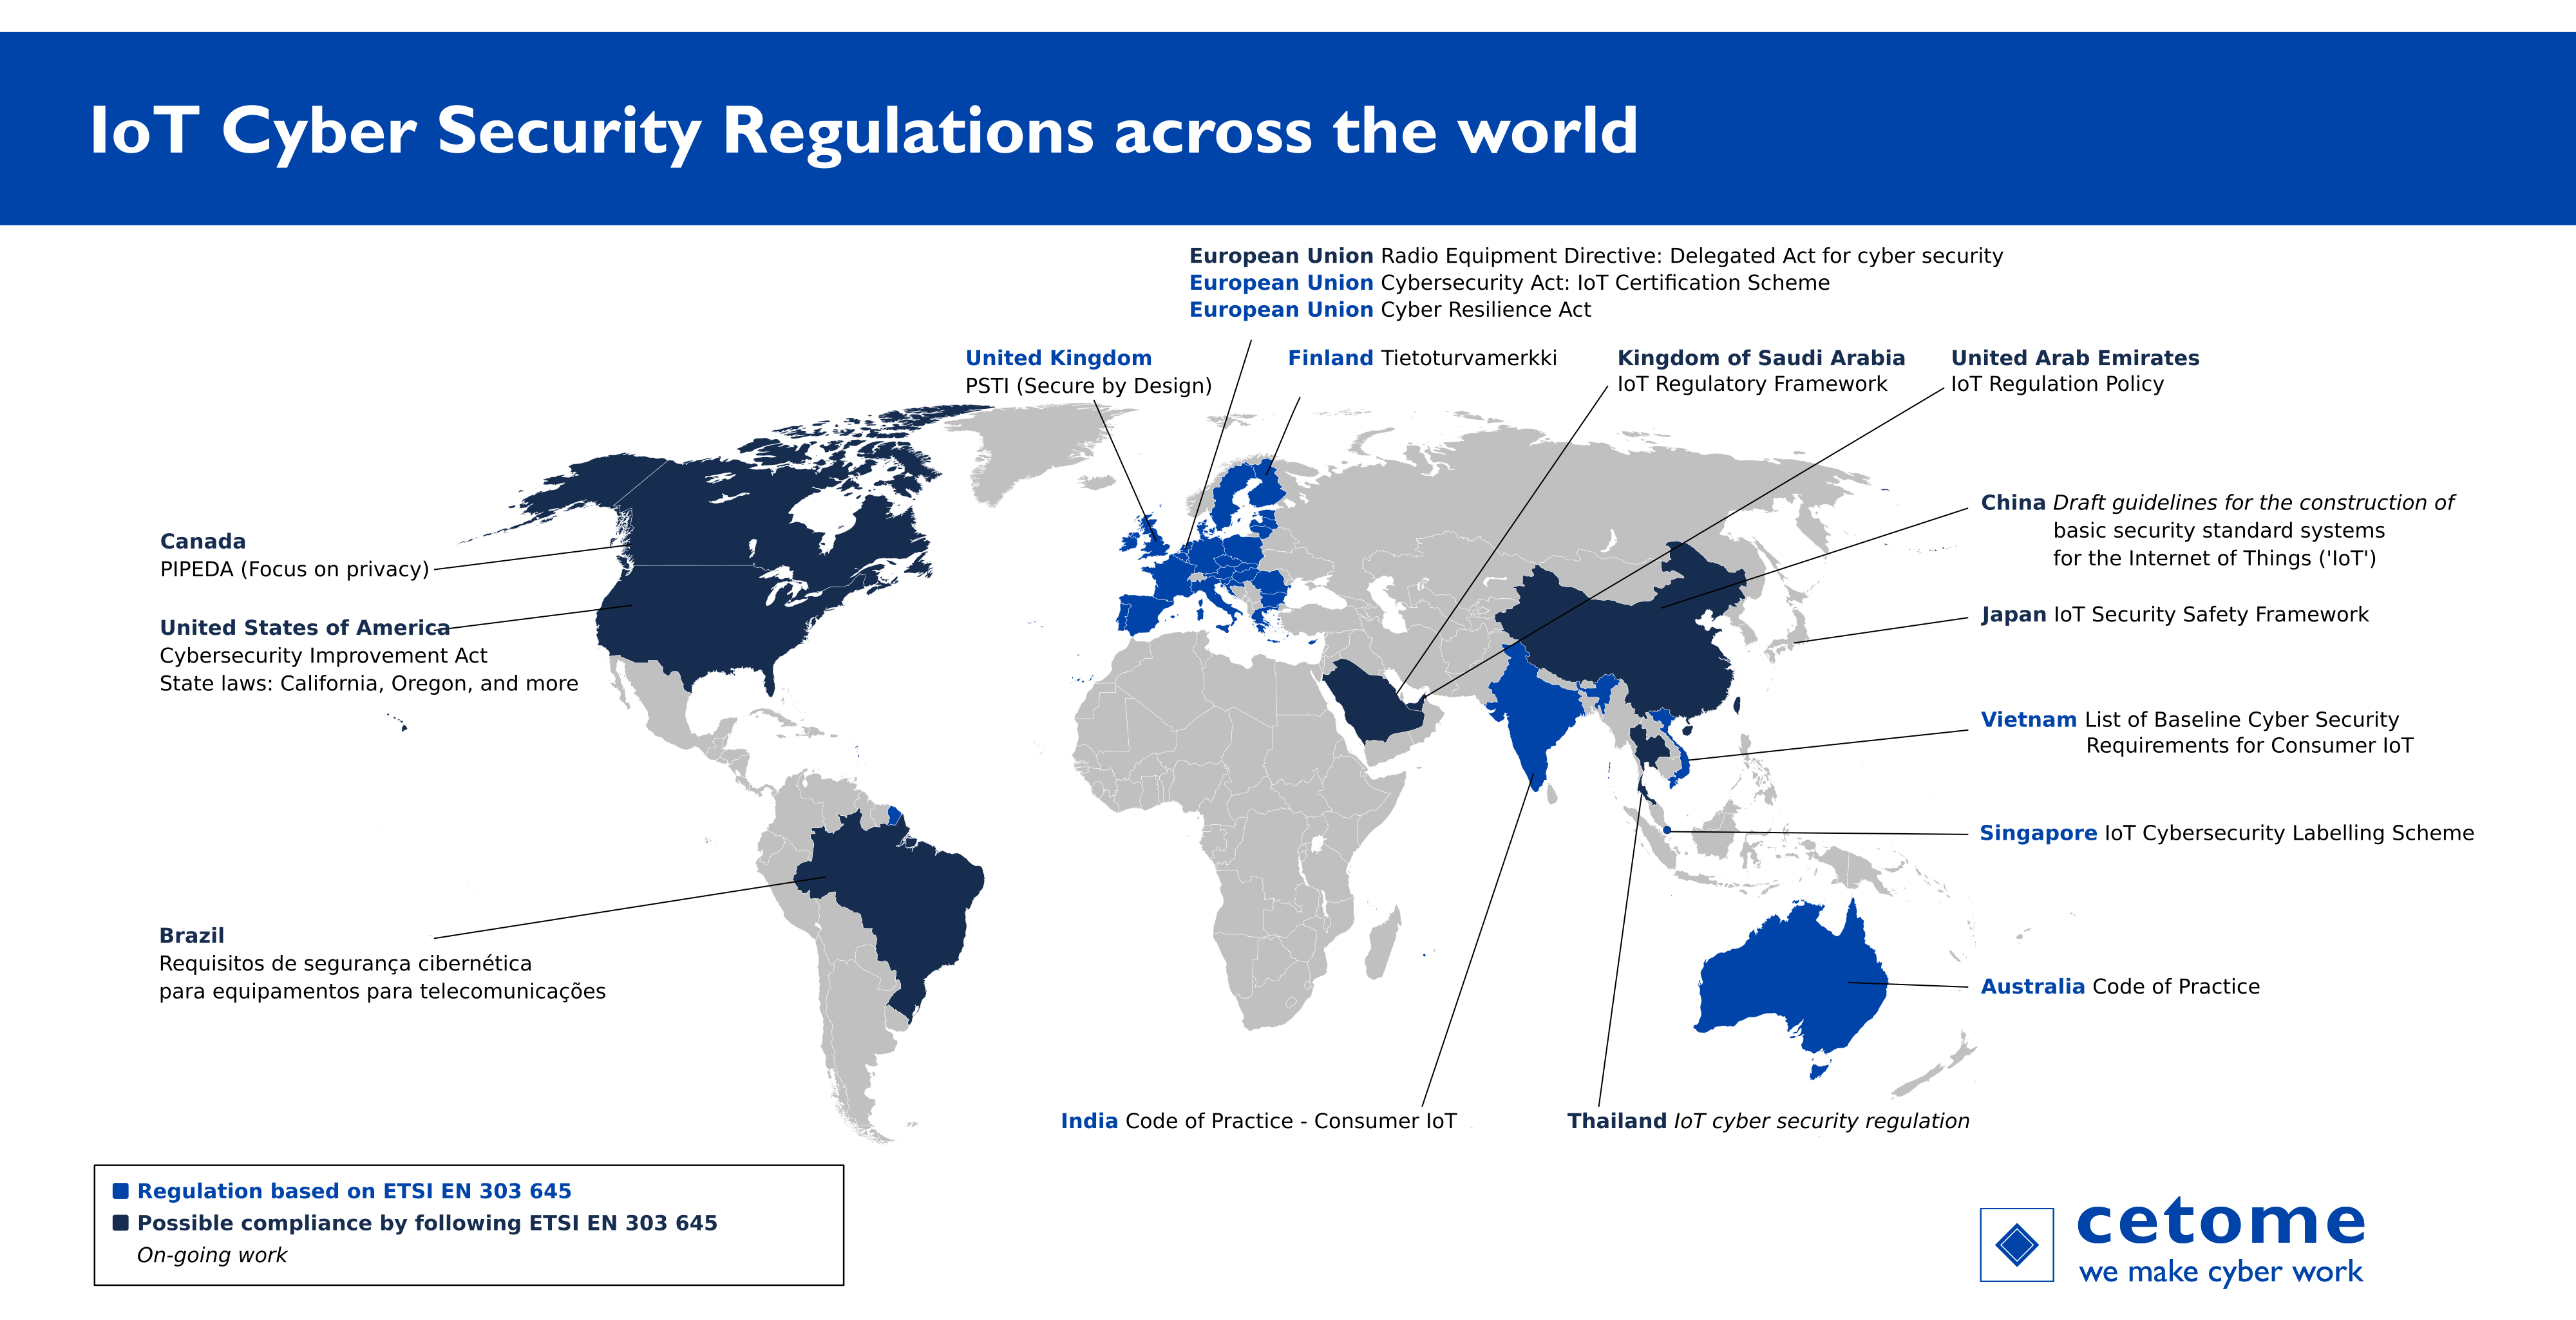 IoT Cyber Security Regulations across the world
European Union Radio Equipment Directive: Delegated Act for cyber security
European Union Cybersecurity Act: IoT Certification Scheme
European Union Cyber Resilience Act
United Kingdom
PSTI (Secure by Design)
Finland Tietoturvamerkki
Kingdom of Saudi Arabia
IoT Regulatory Framework
United Arab Emirates
IoT Regulation Policy
Canada
PIPEDA (Focus on privacy)
United States of America
Cybersecurity Improvement Act
State laws: California, Oregon, and more
Brazil
Requisitos de segurança cibernética
para equipamentos para telecomunicações
China Draft guidelines for the construction of
basic security standard systems
for the Internet of Things ('IoT')
Japan IoT Security Safety Framework
Vietnam List of Baseline Cyber Security
Requirements for Consumer IoT
Singapore IoT Cybersecurity Labelling Scheme
Australia Code of Practice
India Code of Practice - Consumer IoT
Thailand IoT cyber security regulation
Regulation based on ETSI EN 303 645
Possible compliance by following ETSI EN 303 645
On-going work
cetome
we make cyber work